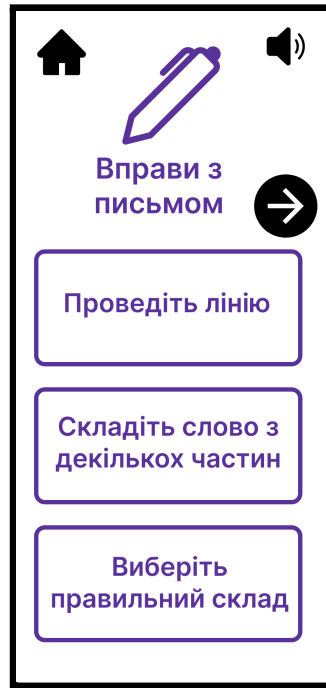 Вправи з
письмом
Проведіть лінію
Складіть слово з
декількох частин
Виберіть
правильний склад